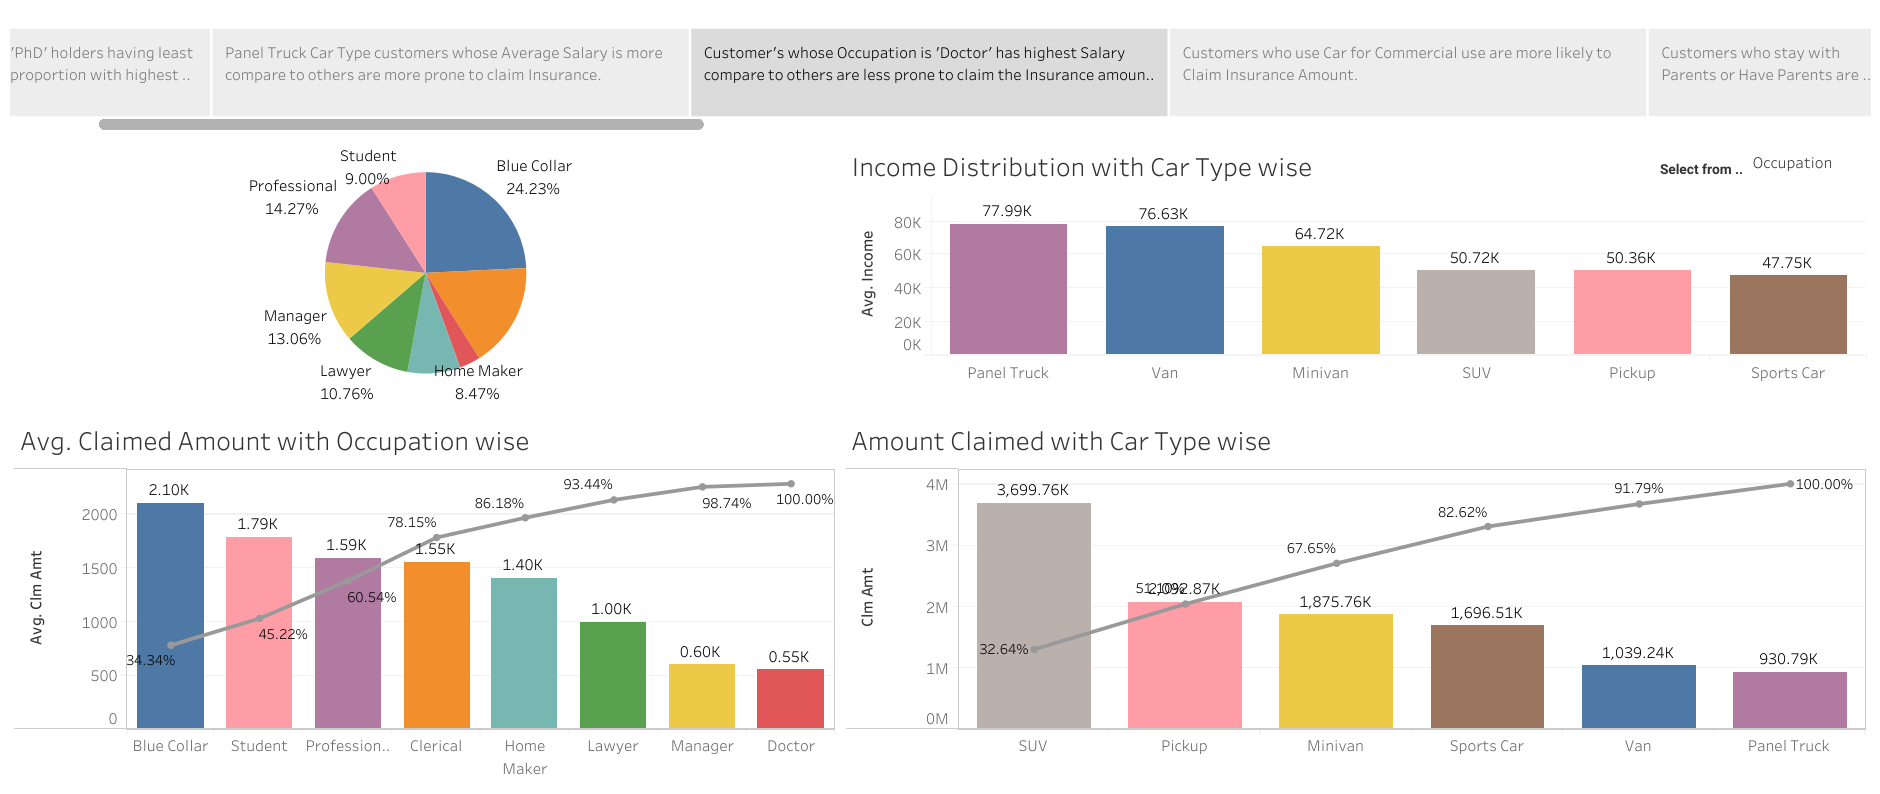 'PhD' holders having least
proportion with highest ..
Panel Truck Car Type customers whose Average Salary is more
compare to others are more prone to claim Insurance.
Customer's whose Occupation is 'Doctor' has highest Salary
compare to others are less prone to claim the Insurance amoun..
Customers who use Car for Commercial use are more likely to
Claim Insurance Amount.
Customers who stay with
Parents or Have Parents are ..
Student
9.00%
Blue Collar
24.23%
Professional
14.27%
Manager
13.06%
Lawyer
10.76%
Home Maker
8.47%
Income Distribution with Car Type wise
Select from ..
Occupation
Avg. Income
80K
60K
40K
20K
0K
77.99K
76.63K
64.72K
50.72K
50.36K
47.75K
Panel Truck
Van
Minivan
SUV
Pickup
Sports Car
Avg. Claimed Amount with Occupation wise
Avg. Clm Amt
2000
1500
1000
500
0
2.10K
1.79K
1.59K
1.55K
1.40K
1.00K
0.60K
0.55K
34.34%
45.22%
60.54%
78.15%
86.18%
93.44%
98.74%
100.00%
Blue Collar
Student
Profession..
Clerical
Home
Maker
Lawyer
Manager
Doctor
Amount Claimed with Car Type wise
Clm Amt
4M
3M
2M
1M
0M
3,699.76K
2,092.87K
1,875.76K
1,696.51K
1,039.24K
930.79K
32.64%
51.10%
67.65%
82.62%
91.79%
100.00%
SUV
Pickup
Minivan
Sports Car
Van
Panel Truck